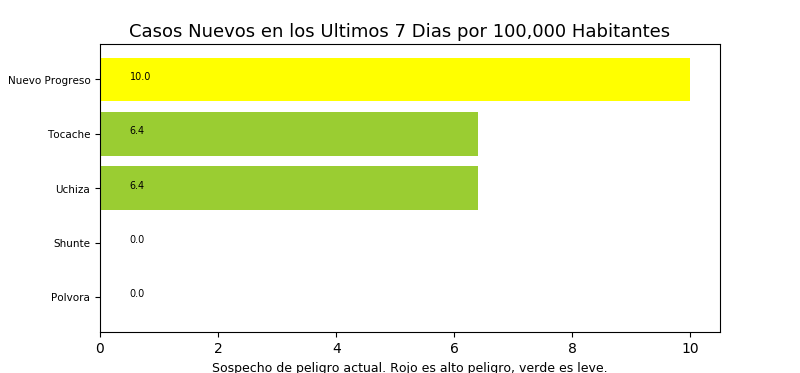 Casos Nuevos en los Ultimos 7 Dias por 100,000 Habitantes
Nuevo Progreso 10.0
Tocache 6.4
Uchiza 6.4
Shunte 0.0
Polvora 0.0
0 2 4 6 8 10
Sospecho de peligro actual. Rojo es alto peligro, verde es leve.